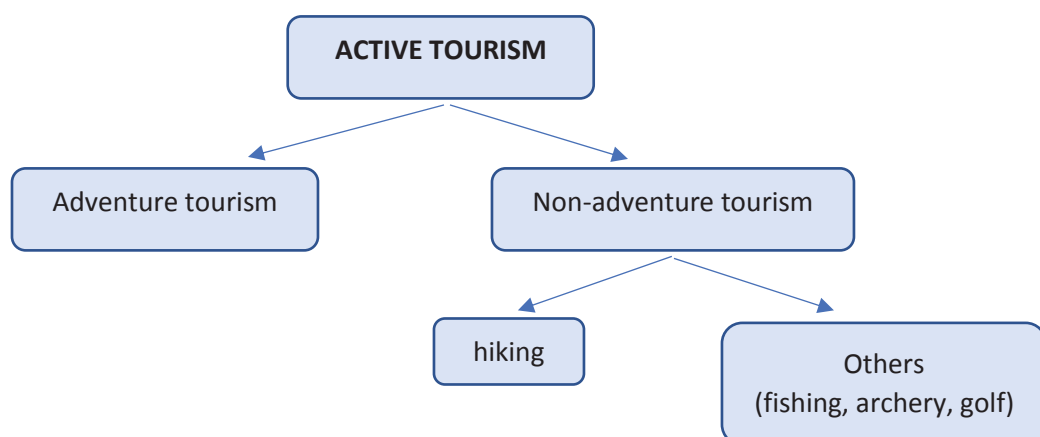 ACTIVE TOURISM
Adventure tourism
Non-adventure tourism
hiking
Others
(fishing, archery, golf)